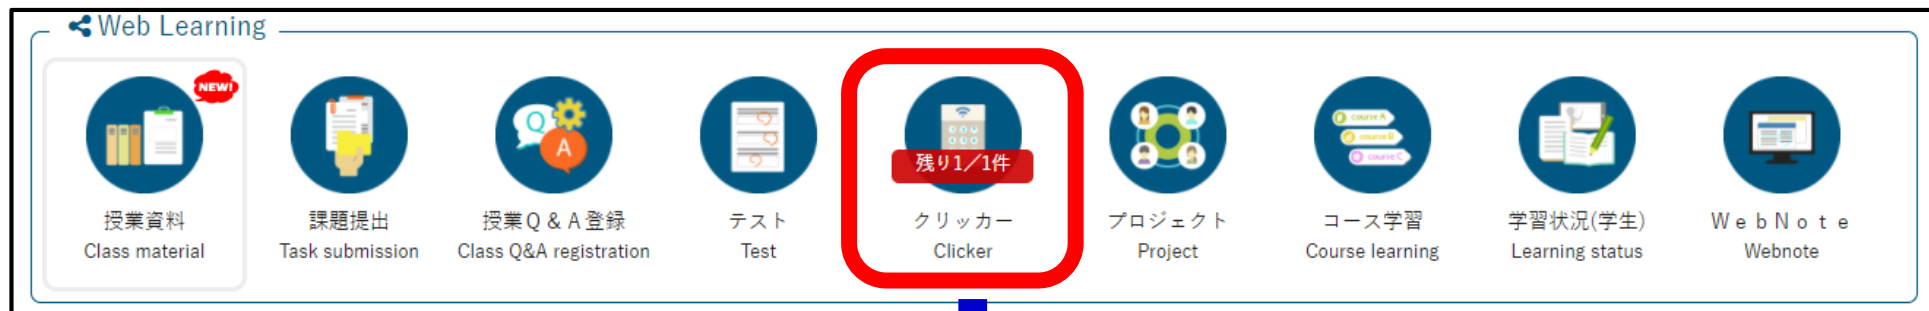 Web Learning
NEW!
Q
A
course A
course B
course C
残り1／1件
授業資料
Class material
課題提出
Task submission
授業Ｑ＆Ａ登録
Class Q&A registration
テスト
Test
クリッカー
Clicker
プロジェクト
Project
コース学習
Course learning
学習状況(学生)
Learning status
ＷｅｂＮｏｔｅ
Webnote